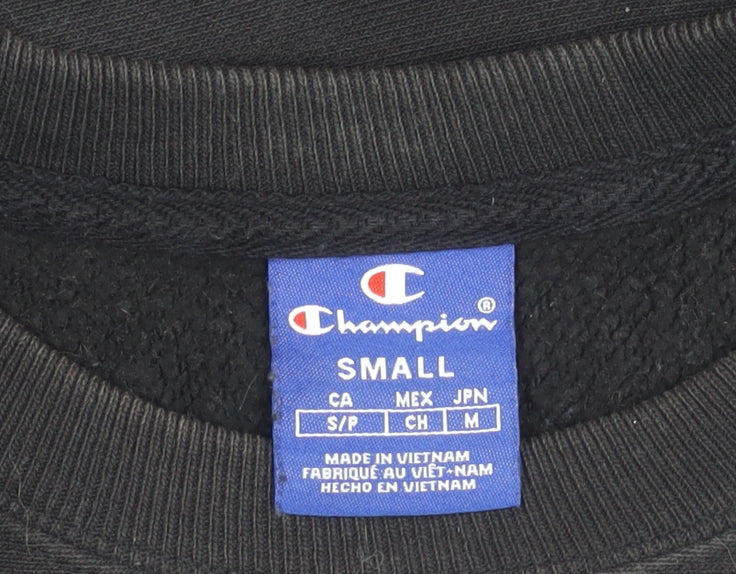 Champion®
SMALL
CA MEX JPN
S/P CH M
MADE IN VIETNAM
FABRIQUÉ AU VIÊT-NAM
HECHO EN VIETNAM